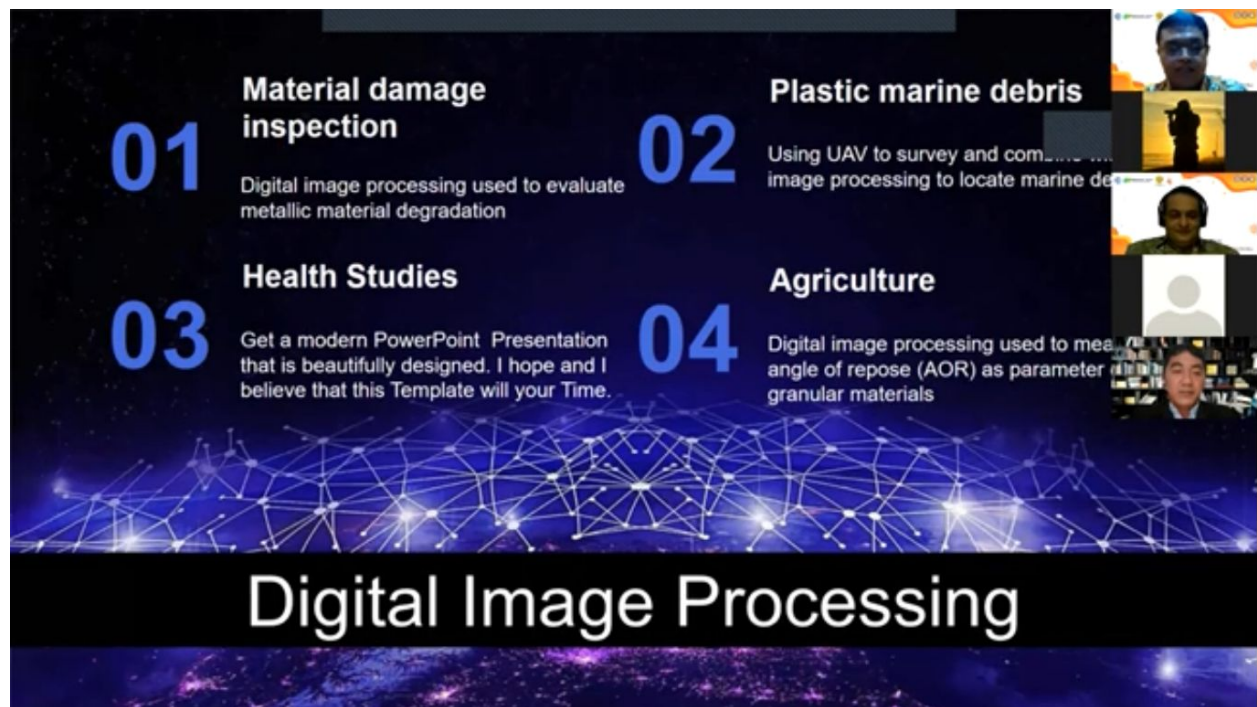 01
Material damage
inspection
Digital image processing used to evaluate
metallic material degradation
02
Plastic marine debris
Using UAV to survey and
image processing to locate marine
03
Health Studies
Get a modern PowerPoint Presentation
that is beautifully designed. I hope and I
believe that this Template will your Time.
04
Agriculture
Digital image processing used to
angle of repose (AOR) as parameter
granular materials
Digital Image Processing